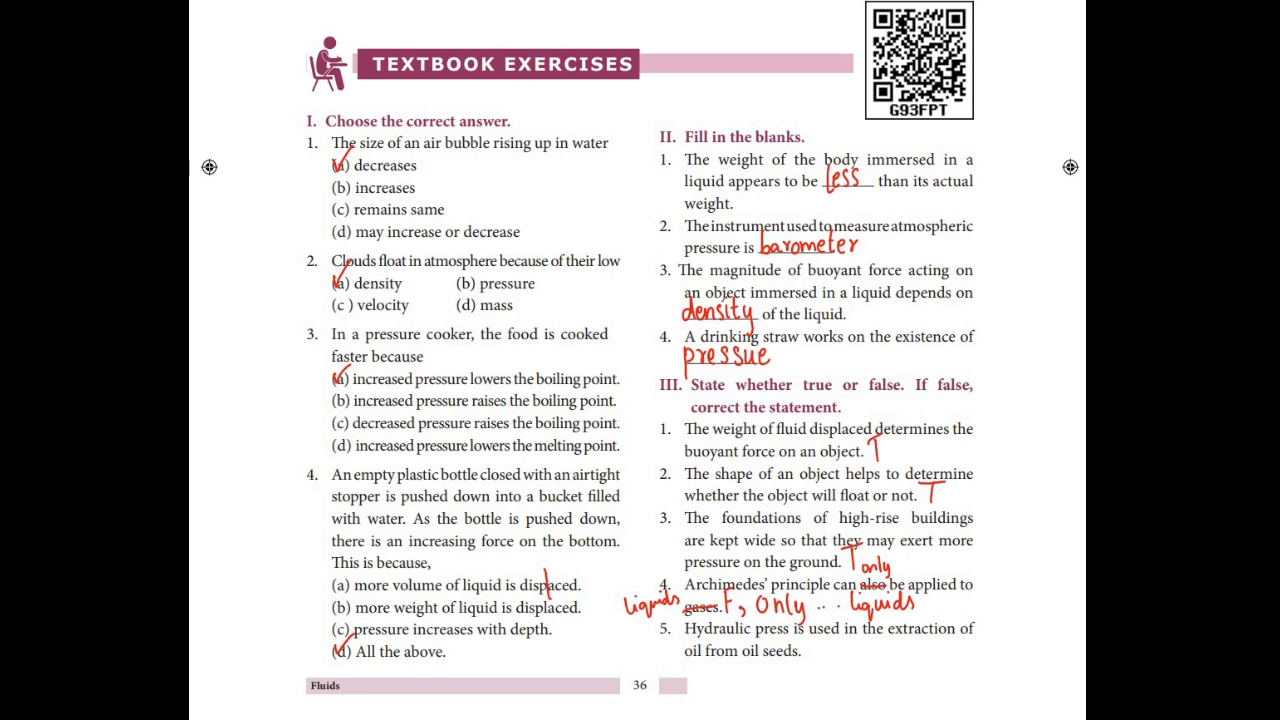 G93FPT
TEXTBOOK EXERCISES
I. Choose the correct answer.
1. The size of an air bubble rising up in water
(a) decreases
(b) increases
(c) remains same
(d) may increase or decrease
2. Clouds float in atmosphere because of their low
(a) density (b) pressure
(c ) velocity (d) mass
3. In a pressure cooker, the food is cooked
faster because
(a) increased pressure lowers the boiling point.
(b) increased pressure raises the boiling point.
(c) decreased pressure raises the boiling point.
(d) increased pressure lowers the melting point.
4. An empty plastic bottle closed with an airtight
stopper is pushed down into a bucket filled
with water. As the bottle is pushed down,
there is an increasing force on the bottom.
This is because,
(a) more volume of liquid is displaced.
(b) more weight of liquid is displaced.
(c) pressure increases with depth.
(d) All the above.
II. Fill in the blanks.
1. The weight of the body immersed in a
liquid appears to be less than its actual
weight.
2. The instrument used to measure atmospheric
pressure is barometer
3. The magnitude of buoyant force acting on
an object immersed in a liquid depends on
density of the liquid.
4. A drinking straw works on the existence of
pressue
III. State whether true or false. If false,
correct the statement.
1. The weight of fluid displaced determines the
buoyant force on an object. T
2. The shape of an object helps to determine
whether the object will float or not. T
3. The foundations of high-rise buildings
are kept wide so that they may exert more
pressure on the ground. T only
4. Archimedes' principle can also be applied to
liquids gases. F, only .. . liquids
5. Hydraulic press is used in the extraction of
oil from oil seeds.
Fluids 36